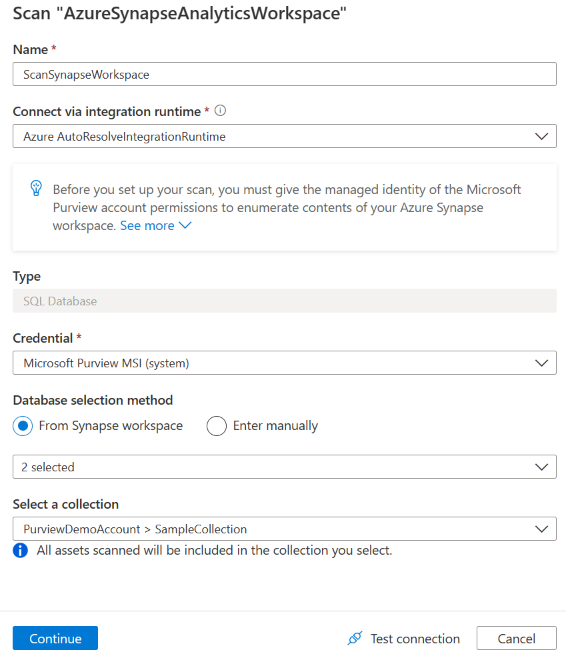 Scan "AzureSynapseAnalyticsWorkspace"
Name *
ScanSynapseWorkspace
Connect via integration runtime *
Azure AutoResolveIntegrationRuntime
Before you set up your scan, you must give the managed identity of the Microsoft
Purview account permissions to enumerate contents of your Azure Synapse
workspace. See more
Type
SQL Database
Credential *
Microsoft Purview MSI (system)
Database selection method
From Synapse workspace Enter manually
2 selected
Select a collection
PurviewDemoAccount > SampleCollection
All assets scanned will be included in the collection you select.
Continue Test connection Cancel